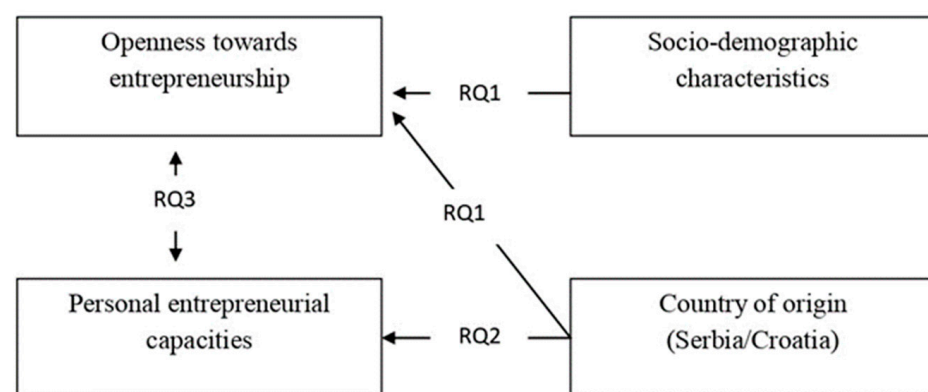 Openness towards
entrepreneurship
Socio-demographic
characteristics
RQ1
RQ3
RQ1
Personal entrepreneurial
capacities
RQ2
Country of origin
(Serbia/Croatia)